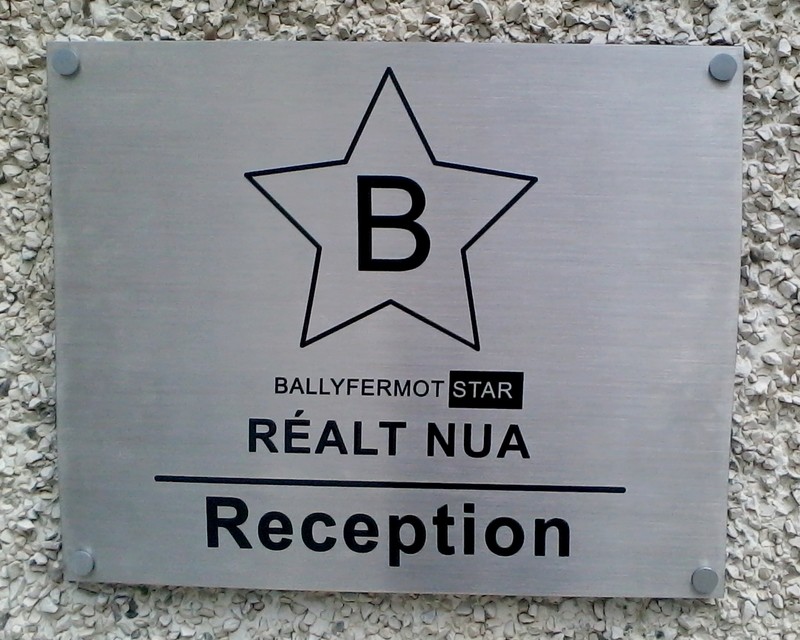 B
BALLYFERMOT STAR
RÉALT NUA
Reception